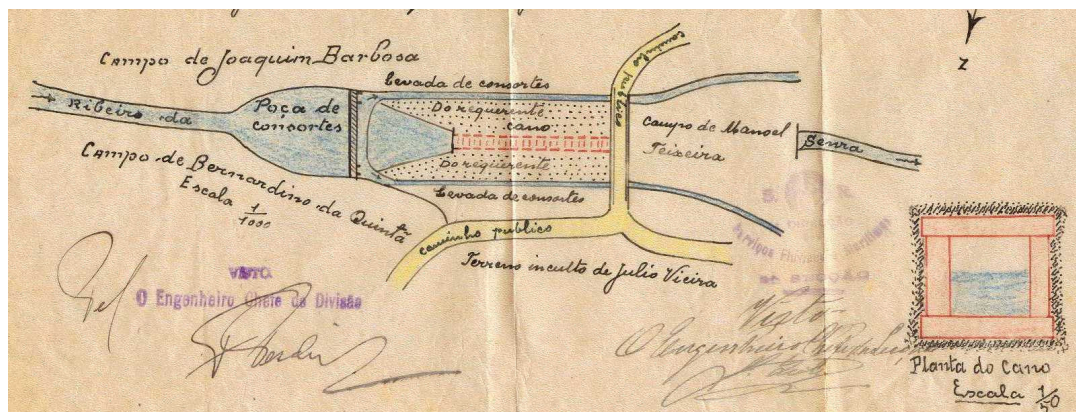 Campo de Joaquim Barbosa
Ribeiro da
Poça de
consortes
Levada de consortes
Do requerente
cano
Do requerente
Levada de consortes
caminho publico
Campo de Manoel
Teixeira
Senra
Z
Campo de Bernardino da Quintã
Escala 1/1000
caminho publico
Terreno inculto de Julio Vieira
VISTO
O Engenheiro Chefe da Divisão
Visto
O Engenheiro
Planta do Cano
Escala 1/50